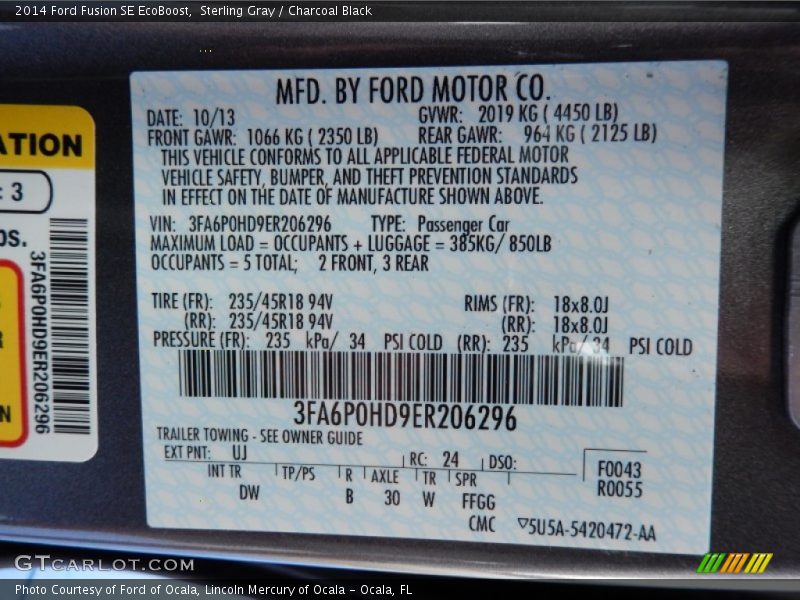 2014 Ford Fusion SE EcoBoost,  Sterling Gray / Charcoal Black
MFD. BY FORD MOTOR CO.
DATE: 10/13 GVWR: 2019 KG ( 4450 LB)
FRONT GAWR: 1066 KG ( 2350 LB) REAR GAWR: 964 KG ( 2125 LB)
THIS VEHICLE CONFORMS TO ALL APPLICABLE FEDERAL MOTOR
VEHICLE SAFETY, BUMPER, AND THEFT PREVENTION STANDARDS
IN EFFECT ON THE DATE OF MANUFACTURE SHOWN ABOVE.
VIN: 3FA6P0HD9ER206296 TYPE: Passenger Car
MAXIMUM LOAD = OCCUPANTS + LUGGAGE = 385KG/ 850LB
OCCUPANTS = 5 TOTAL; 2 FRONT, 3 REAR
TIRE (FR): 235/45R18 94V RIMS (FR): 18x8.0J
(RR): 235/45R18 94V (RR): 18x8.0J
PRESSURE (FR): 235 kPa/ 34 PSI COLD (RR): 235 kPa/ 34 PSI COLD
3FA6P0HD9ER206296
TRAILER TOWING - SEE OWNER GUIDE
EXT PNT: UJ RC: 24 DSO: F0043
INT TR TP/PS R AXLE TR SPR R0055
DW B 30 W FFGG
CMC 5U5A-5420472-AA
ATION
: 3
OS.
3FA6P0HD9ER206296
R
N
GTCarLot.com
Photo Courtesy of Ford of Ocala, Lincoln Mercury of Ocala - Ocala, FL